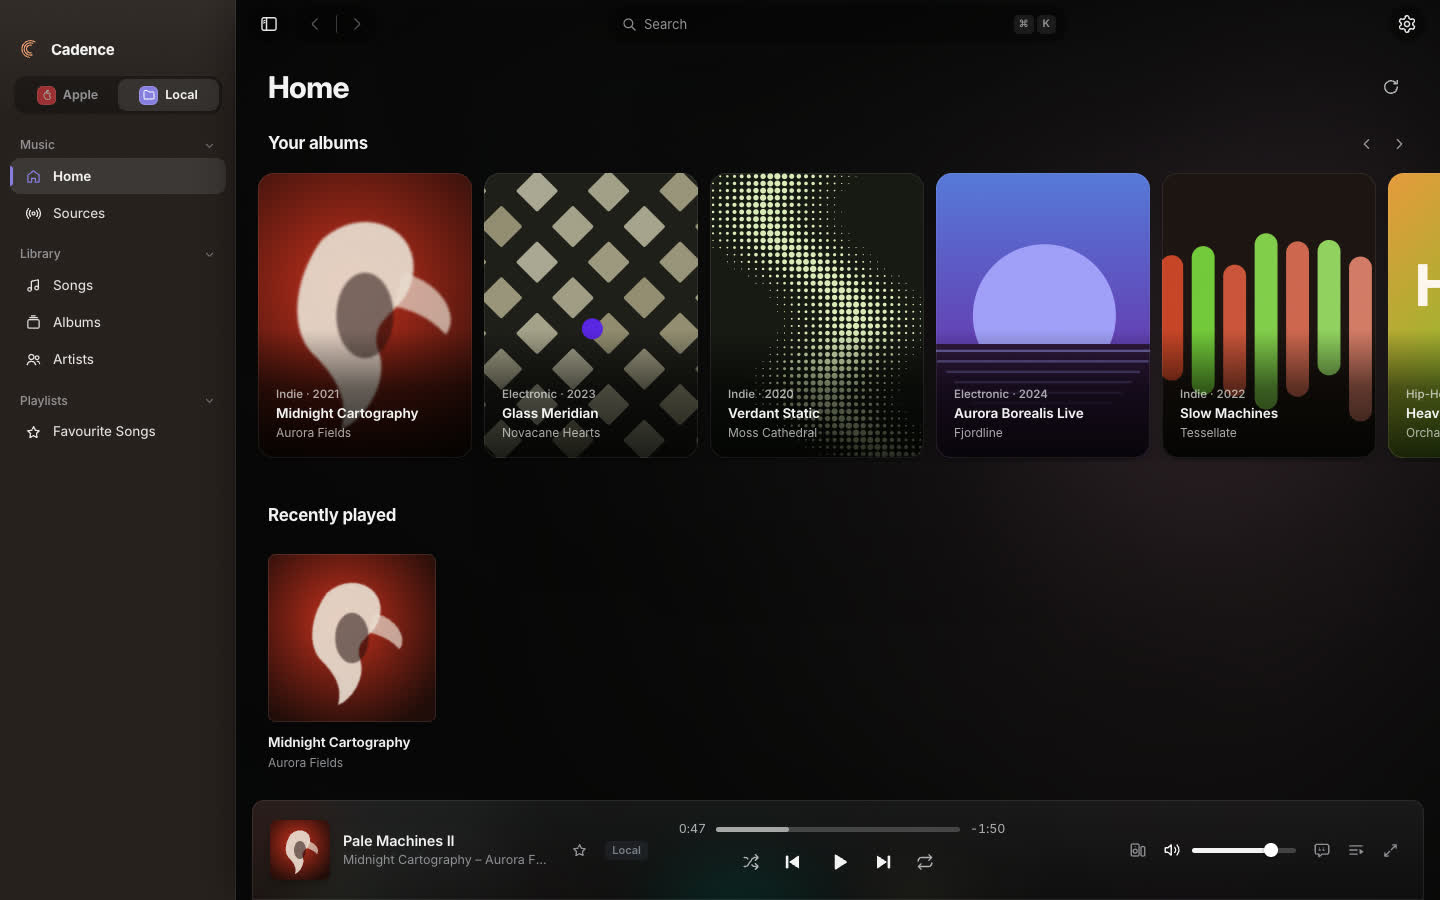 Cadence
Apple
Local
Music
Home
Sources
Library
Songs
Albums
Artists
Playlists
Favourite Songs
Search
⌘ K
Home
Your albums
Indie · 2021
Midnight Cartography
Aurora Fields
Electronic · 2023
Glass Meridian
Novacane Hearts
Indie · 2020
Verdant Static
Moss Cathedral
Electronic · 2024
Aurora Borealis Live
Fjordline
Indie · 2022
Slow Machines
Tessellate
H
Hip-H
Heav
Orcha
Recently played
Midnight Cartography
Aurora Fields
Pale Machines II
Midnight Cartography – Aurora F...
Local
0:47
-1:50